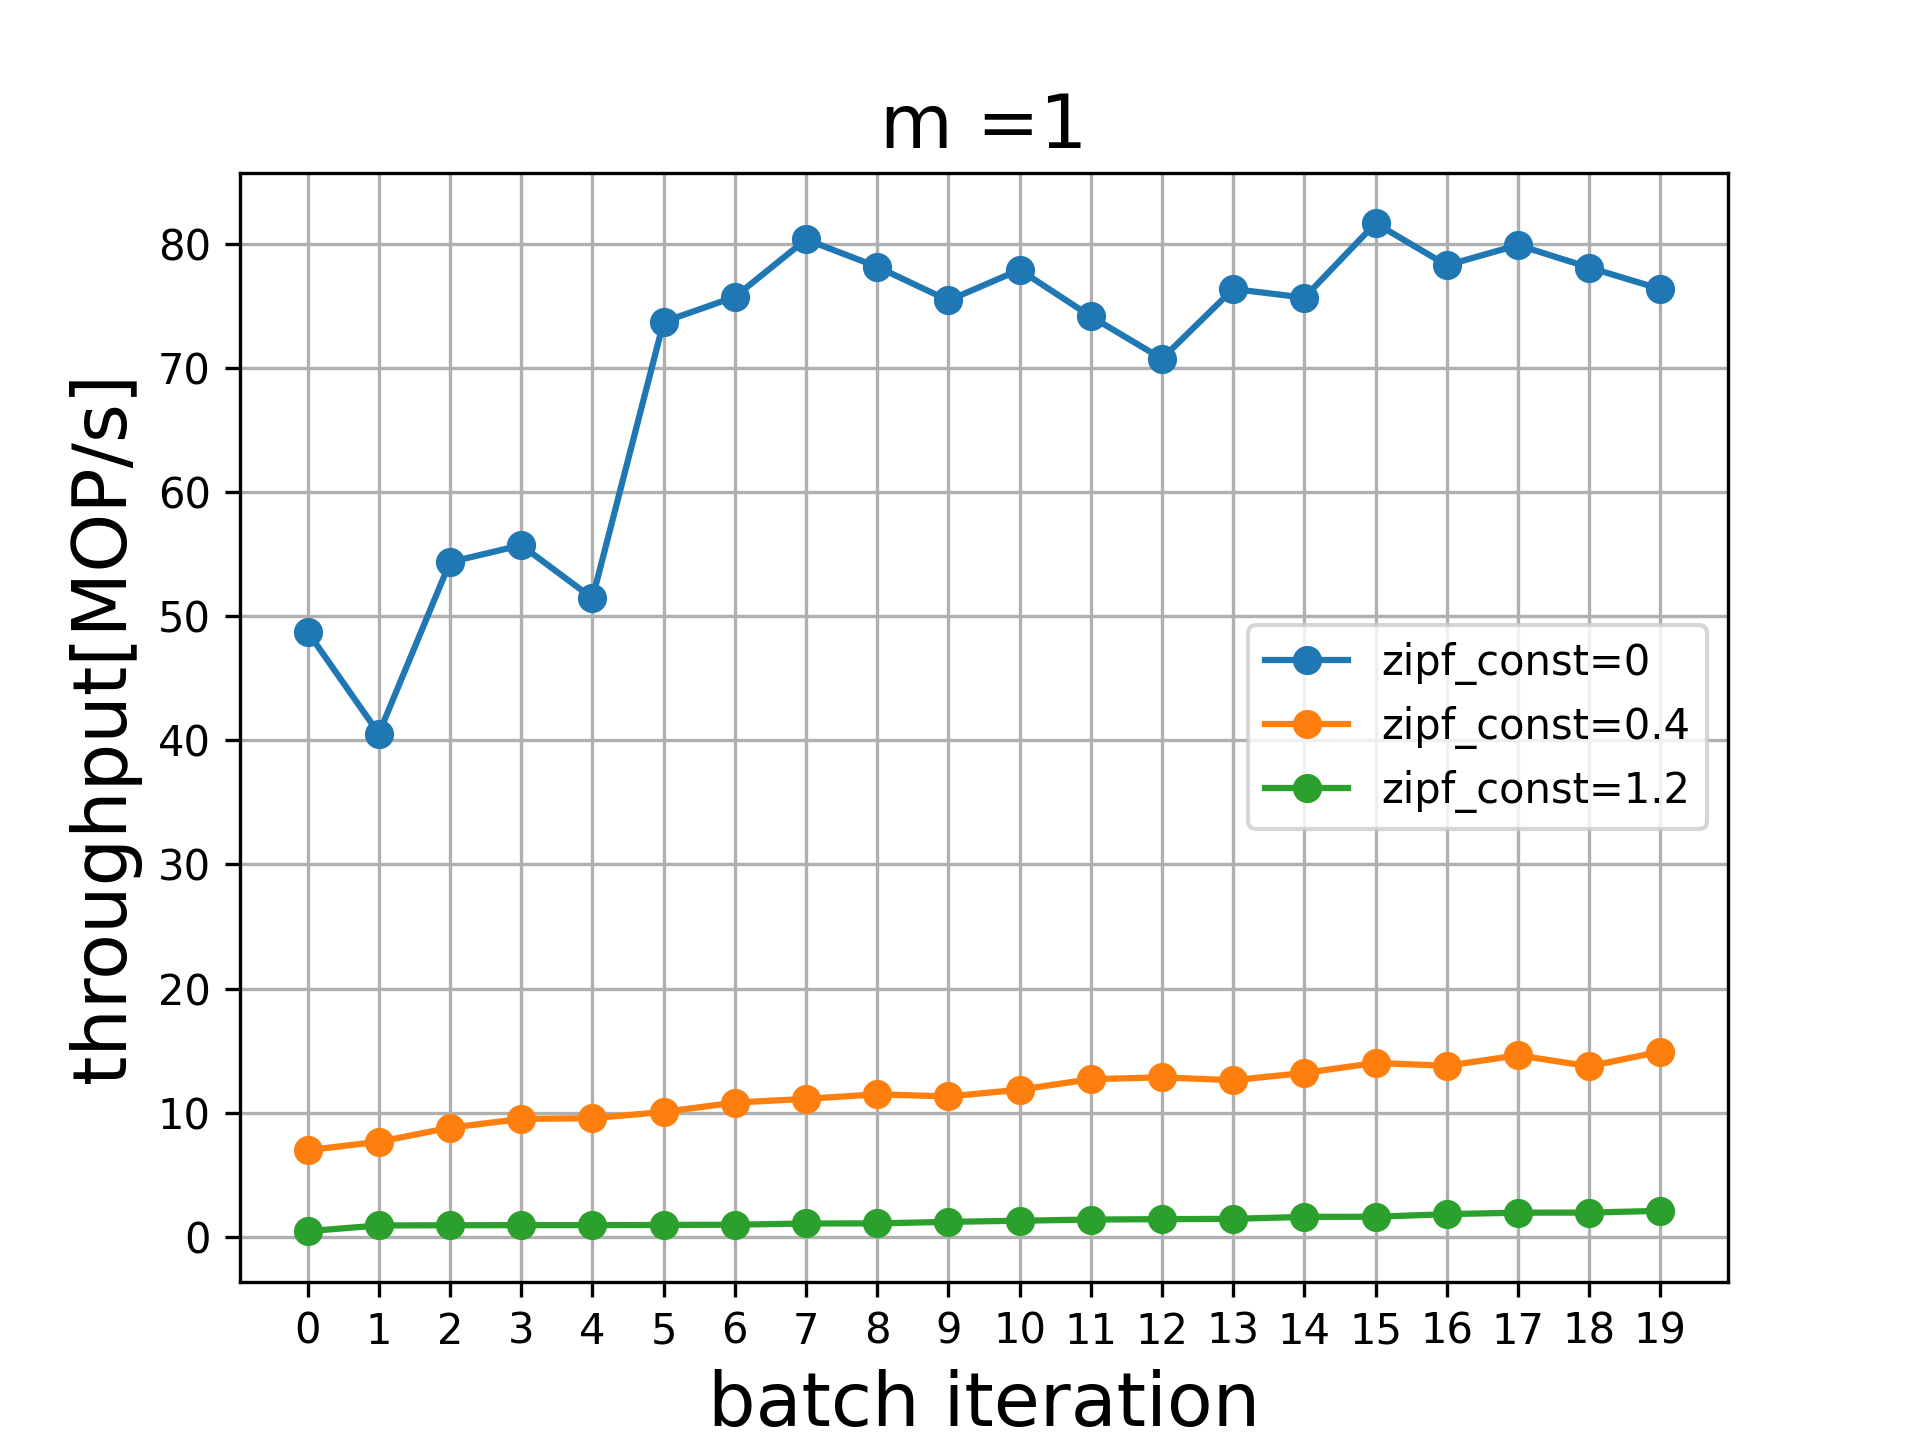 m =1
throughput[MOP/s]
80
70
60
50
40
30
20
10
0
zipf_const=0
zipf_const=0.4
zipf_const=1.2
0 1 2 3 4 5 6 7 8 9 10 11 12 13 14 15 16 17 18 19
batch iteration